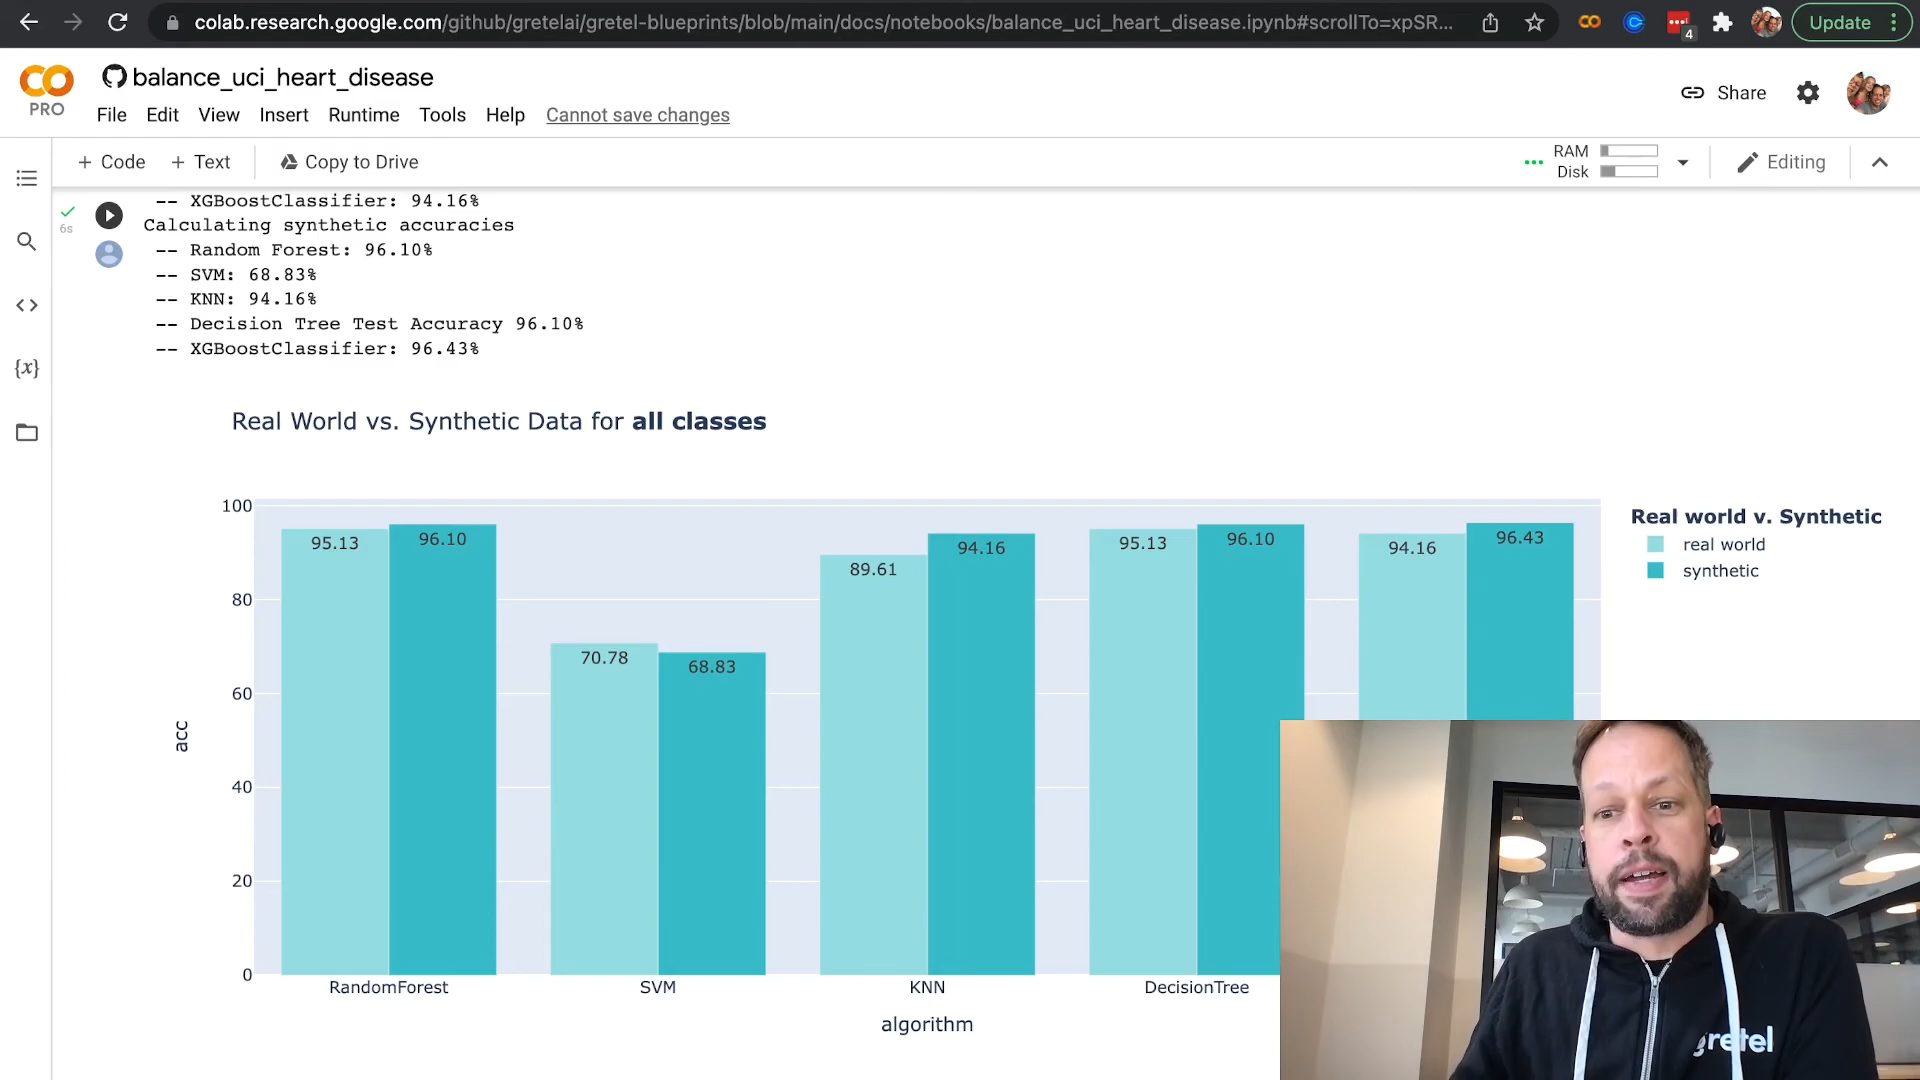 colab.research.google.com/github/gretelai/gretel-blueprints/blob/main/docs/notebooks/balance_uci_heart_disease.ipynb#scrollTo=xpSR...
4
Update
PRO
balance_uci_heart_disease
File Edit View Insert Runtime Tools Help Cannot save changes
Share
+ Code + Text Copy to Drive
RAM
Disk
Editing
6s
-- XGBoostClassifier: 94.16%
Calculating synthetic accuracies
-- Random Forest: 96.10%
-- SVM: 68.83%
-- KNN: 94.16%
-- Decision Tree Test Accuracy 96.10%
-- XGBoostClassifier: 96.43%
{x}
Real World vs. Synthetic Data for all classes
Real world v. Synthetic
real world
synthetic
100
80
60
40
20
0
acc
95.13 96.10
70.78 68.83
89.61 94.16
95.13 96.10
94.16 96.43
RandomForest SVM KNN DecisionTree
algorithm
gretel